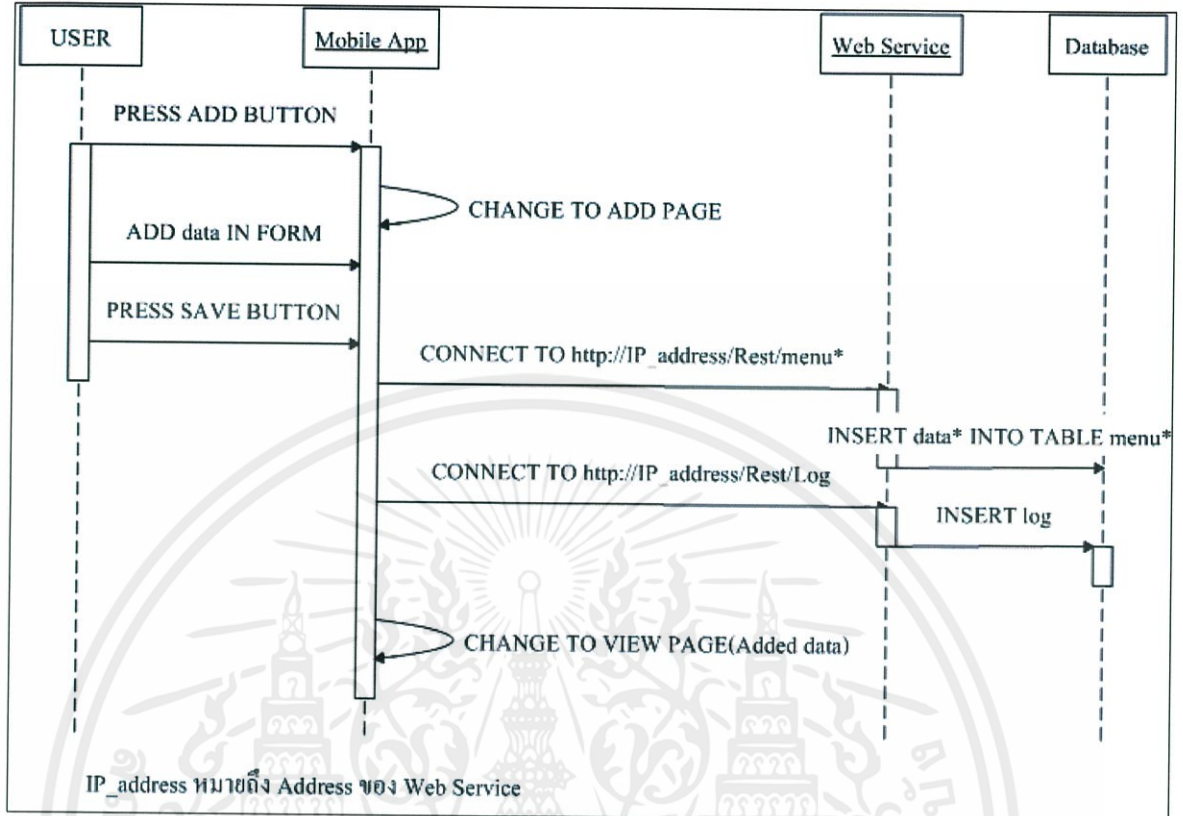 USER
Mobile App
Web Service
Database
PRESS ADD BUTTON
CHANGE TO ADD PAGE
ADD data IN FORM
PRESS SAVE BUTTON
CONNECT TO http://IP_address/Rest/menu*
INSERT data* INTO TABLE menu*
CONNECT TO http://IP_address/Rest/Log
INSERT log
CHANGE TO VIEW PAGE(Added data)
IP_address หมายถึง Address ของ Web Service